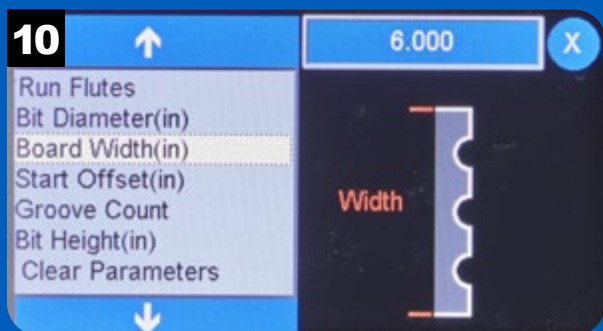 10
6.000
X
Run Flutes
Bit Diameter(in)
Board Width(in)
Start Offset(in)
Groove Count
Bit Height(in)
Clear Parameters
Width